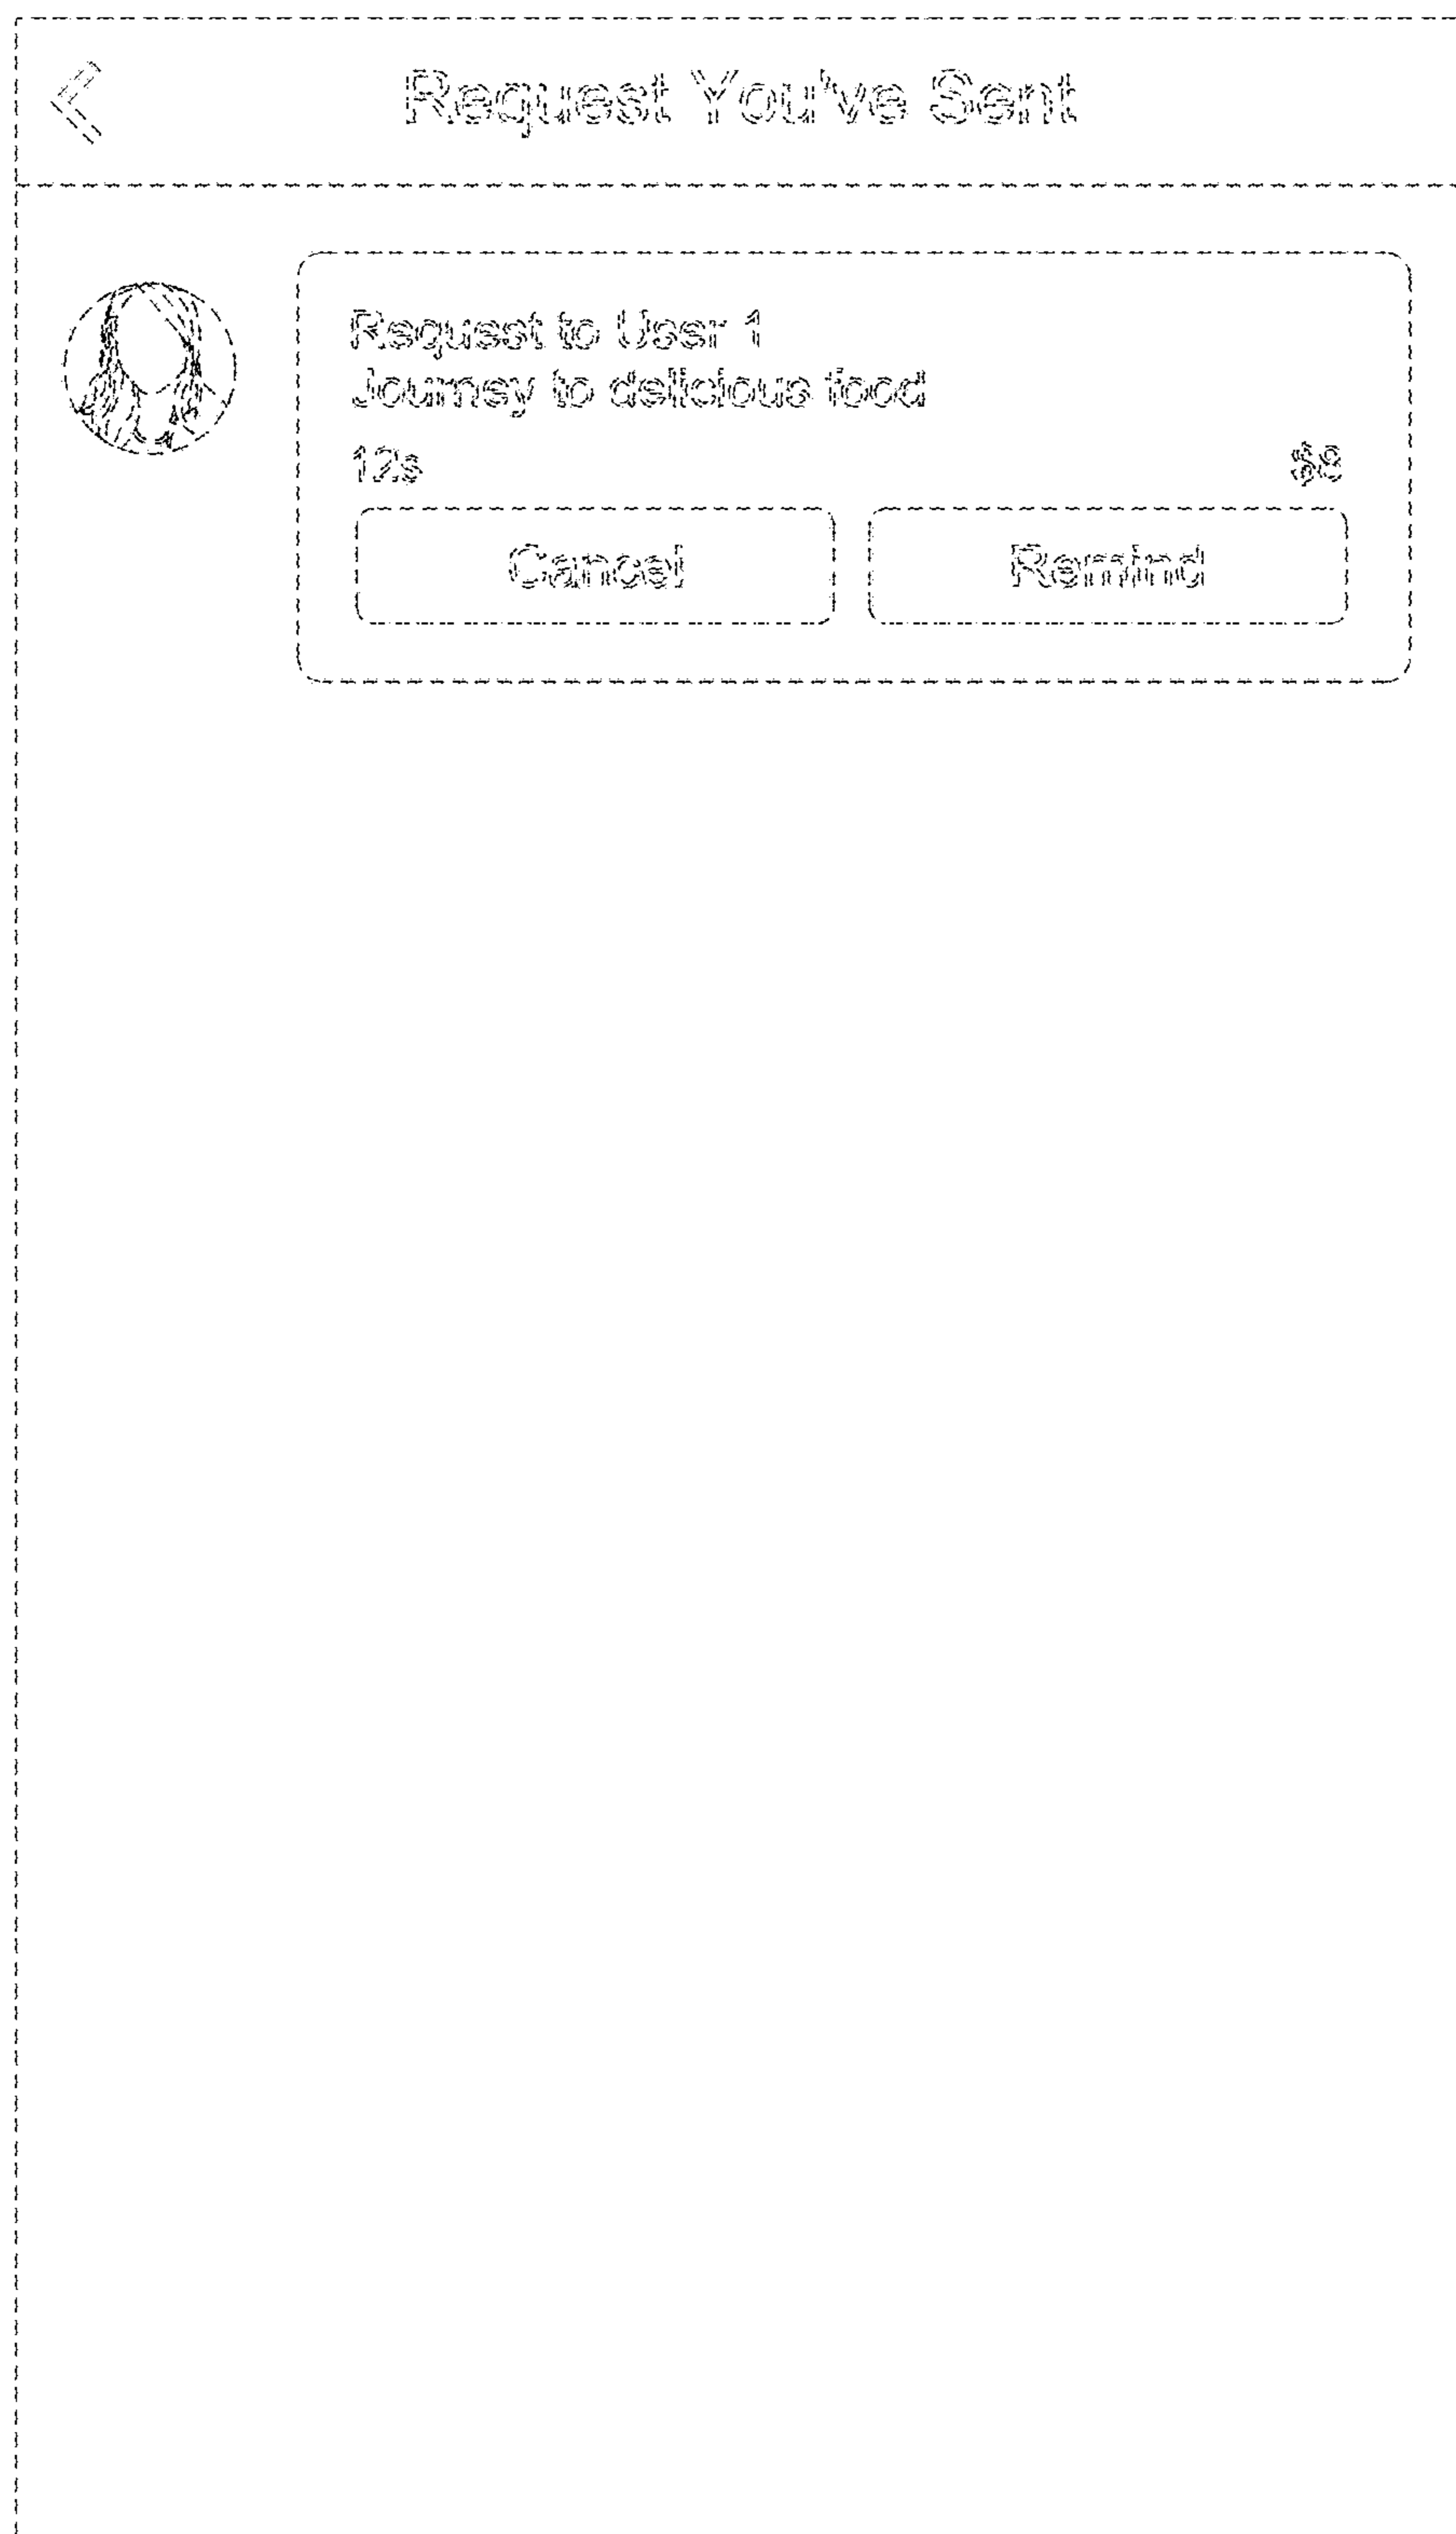 Request You've Sent
Request to User 1
Journey to delicious food
12s
$8
Cancel
Remind